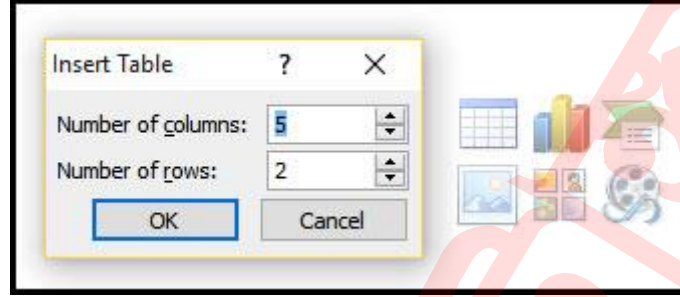 Insert Table ? ×
Number of columns: 5
Number of rows: 2
OK Cancel